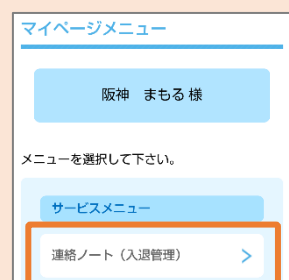 マイページメニュー
阪神　まもる 様
メニューを選択して下さい。
サービスメニュー
連絡ノート（入退管理）